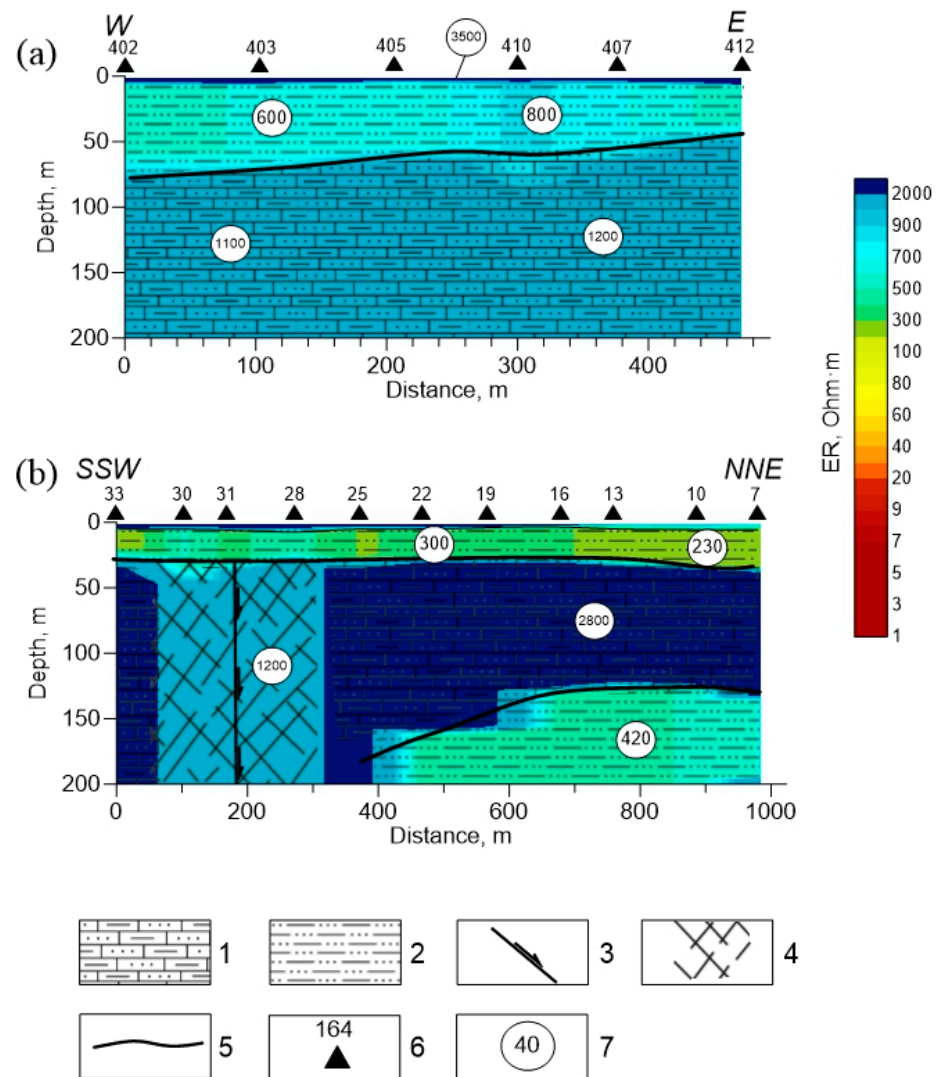 (a) W E
402 403 405 3500 410 407 412
0
50
100
150
200
Depth, m
600 800
1100 1200
0 100 200 300 400
Distance, m
2000
900
700
500
300
100
80
60
40
20
9
7
5
3
1
ER, Ohm·m
(b) SSW NNE
33 30 31 28 25 22 19 16 13 10 7
0
50
100
150
200
Depth, m
300 230
2800
1200
420
0 200 400 600 800 1000
Distance, m
1 2 3 4
5 164 6 40 7